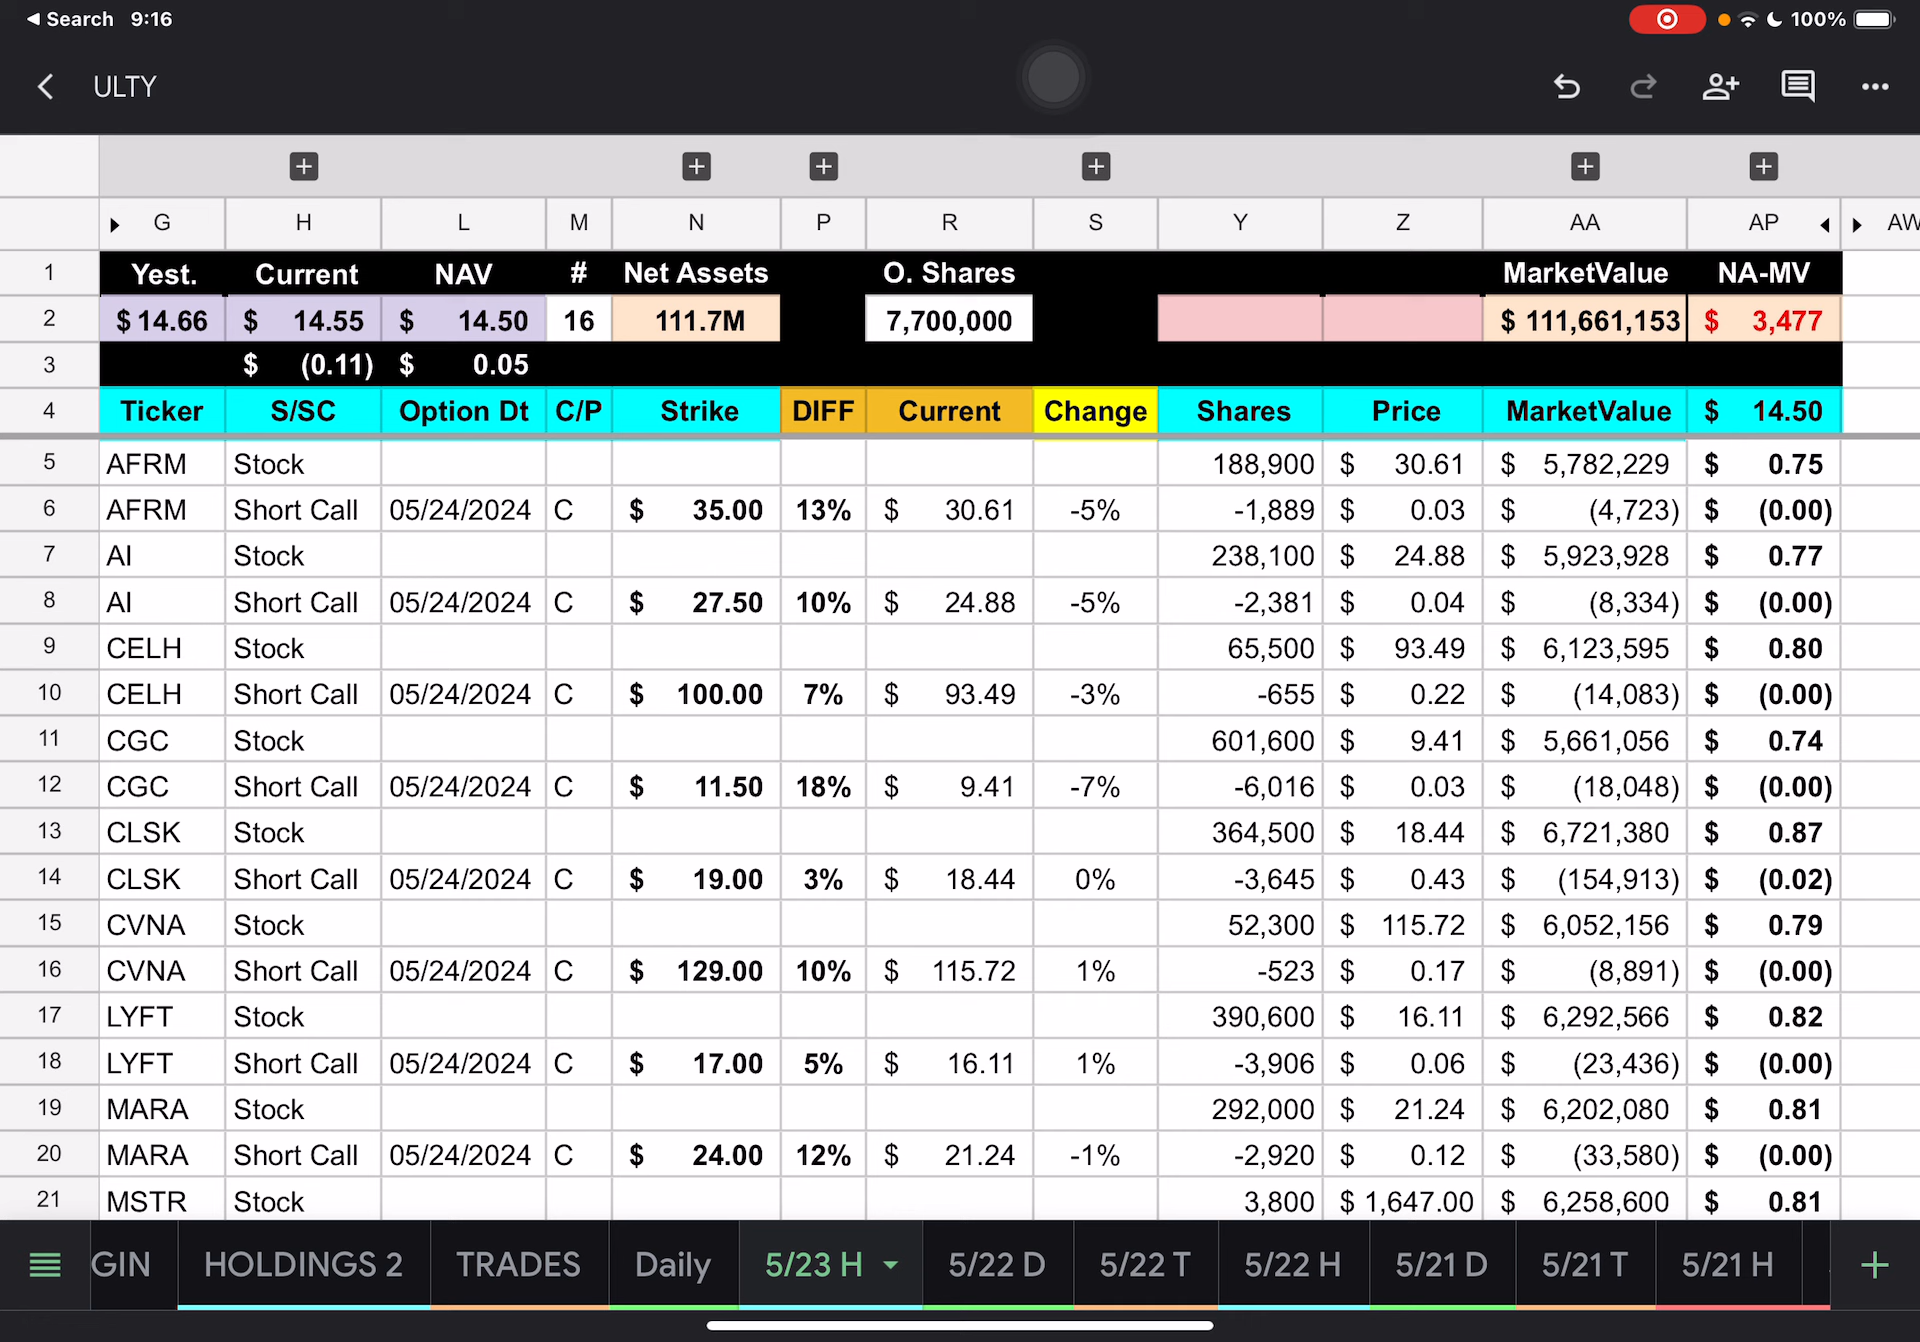 Search 9:16 100%
ULTY
G H L M N P R S Y Z AA AP AW
1 Yest. Current NAV # Net Assets O. Shares MarketValue NA-MV
2 $ 14.66 $ 14.55 $ 14.50 16 111.7M 7,700,000 $ 111,661,153 $ 3,477
3 $ (0.11) $ 0.05
4 Ticker S/SC Option Dt C/P Strike DIFF Current Change Shares Price MarketValue $ 14.50
5 AFRM Stock 188,900 $ 30.61 $ 5,782,229 $ 0.75
6 AFRM Short Call 05/24/2024 C $ 35.00 13% $ 30.61 -5% -1,889 $ 0.03 $ (4,723) $ (0.00)
7 AI Stock 238,100 $ 24.88 $ 5,923,928 $ 0.77
8 AI Short Call 05/24/2024 C $ 27.50 10% $ 24.88 -5% -2,381 $ 0.04 $ (8,334) $ (0.00)
9 CELH Stock 65,500 $ 93.49 $ 6,123,595 $ 0.80
10 CELH Short Call 05/24/2024 C $ 100.00 7% $ 93.49 -3% -655 $ 0.22 $ (14,083) $ (0.00)
11 CGC Stock 601,600 $ 9.41 $ 5,661,056 $ 0.74
12 CGC Short Call 05/24/2024 C $ 11.50 18% $ 9.41 -7% -6,016 $ 0.03 $ (18,048) $ (0.00)
13 CLSK Stock 364,500 $ 18.44 $ 6,721,380 $ 0.87
14 CLSK Short Call 05/24/2024 C $ 19.00 3% $ 18.44 0% -3,645 $ 0.43 $ (154,913) $ (0.02)
15 CVNA Stock 52,300 $ 115.72 $ 6,052,156 $ 0.79
16 CVNA Short Call 05/24/2024 C $ 129.00 10% $ 115.72 1% -523 $ 0.17 $ (8,891) $ (0.00)
17 LYFT Stock 390,600 $ 16.11 $ 6,292,566 $ 0.82
18 LYFT Short Call 05/24/2024 C $ 17.00 5% $ 16.11 1% -3,906 $ 0.06 $ (23,436) $ (0.00)
19 MARA Stock 292,000 $ 21.24 $ 6,202,080 $ 0.81
20 MARA Short Call 05/24/2024 C $ 24.00 12% $ 21.24 -1% -2,920 $ 0.12 $ (33,580) $ (0.00)
21 MSTR Stock 3,800 $ 1,647.00 $ 6,258,600 $ 0.81
GIN HOLDINGS 2 TRADES Daily 5/23 H 5/22 D 5/22 T 5/22 H 5/21 D 5/21 T 5/21 H